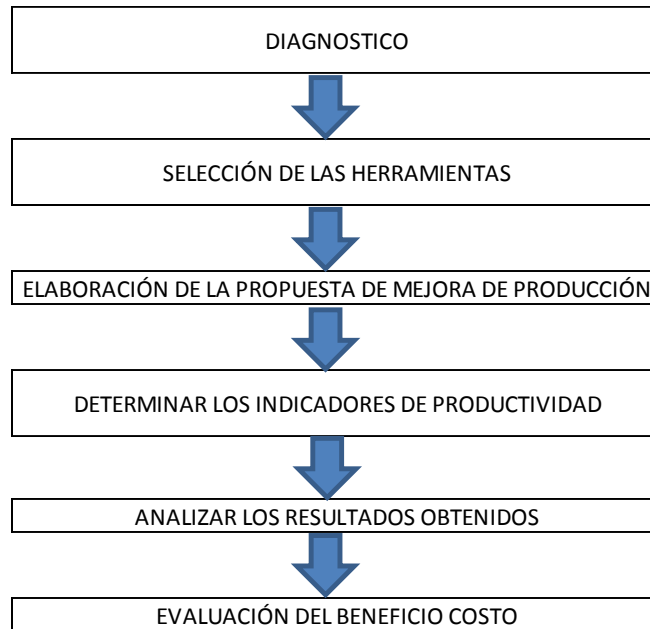 DIAGNOSTICO
SELECCIÓN DE LAS HERRAMIENTAS
ELABORACIÓN DE LA PROPUESTA DE MEJORA DE PRODUCCIÓN
DETERMINAR LOS INDICADORES DE PRODUCTIVIDAD
ANALIZAR LOS RESULTADOS OBTENIDOS
EVALUACIÓN DEL BENEFICIO COSTO